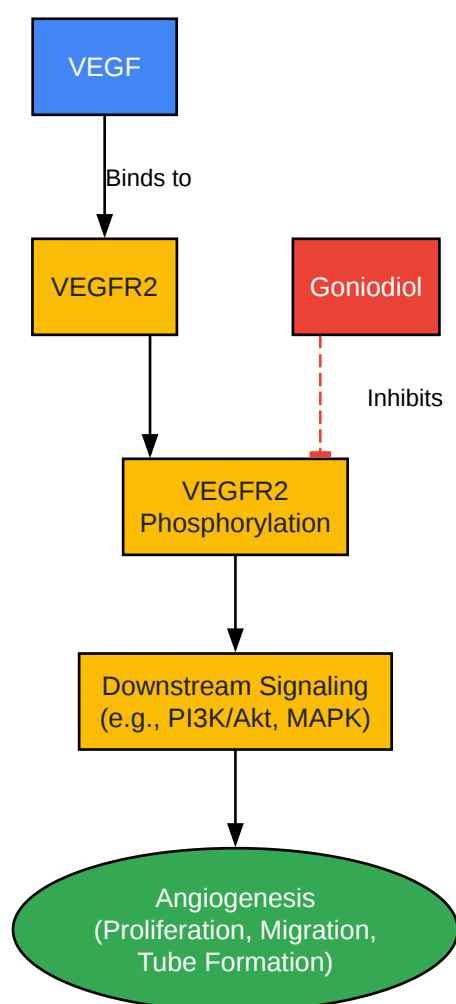 VEGF
Binds to
VEGFR2
Goniodiol
Inhibits
VEGFR2
Phosphorylation
Downstream Signaling
(e.g., PI3K/Akt, MAPK)
Angiogenesis
(Proliferation, Migration,
Tube Formation)